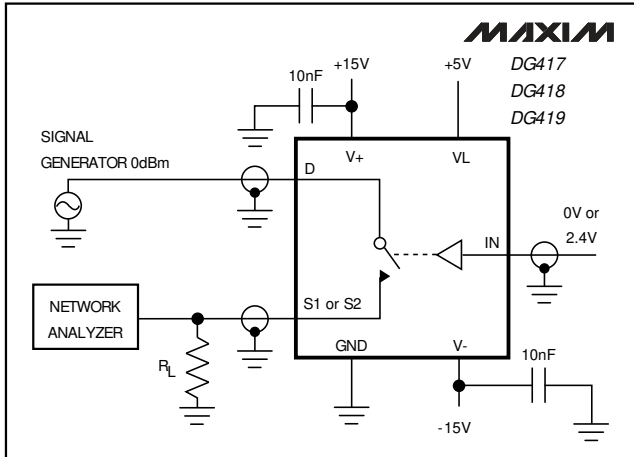 MAXIM
DG417
DG418
DG419
+15V
+5V
10nF
V+
VL
SIGNAL
GENERATOR 0dBm
D
0V or
2.4V
IN
S1 or S2
NETWORK
ANALYZER
RL
GND
V-
10nF
-15V